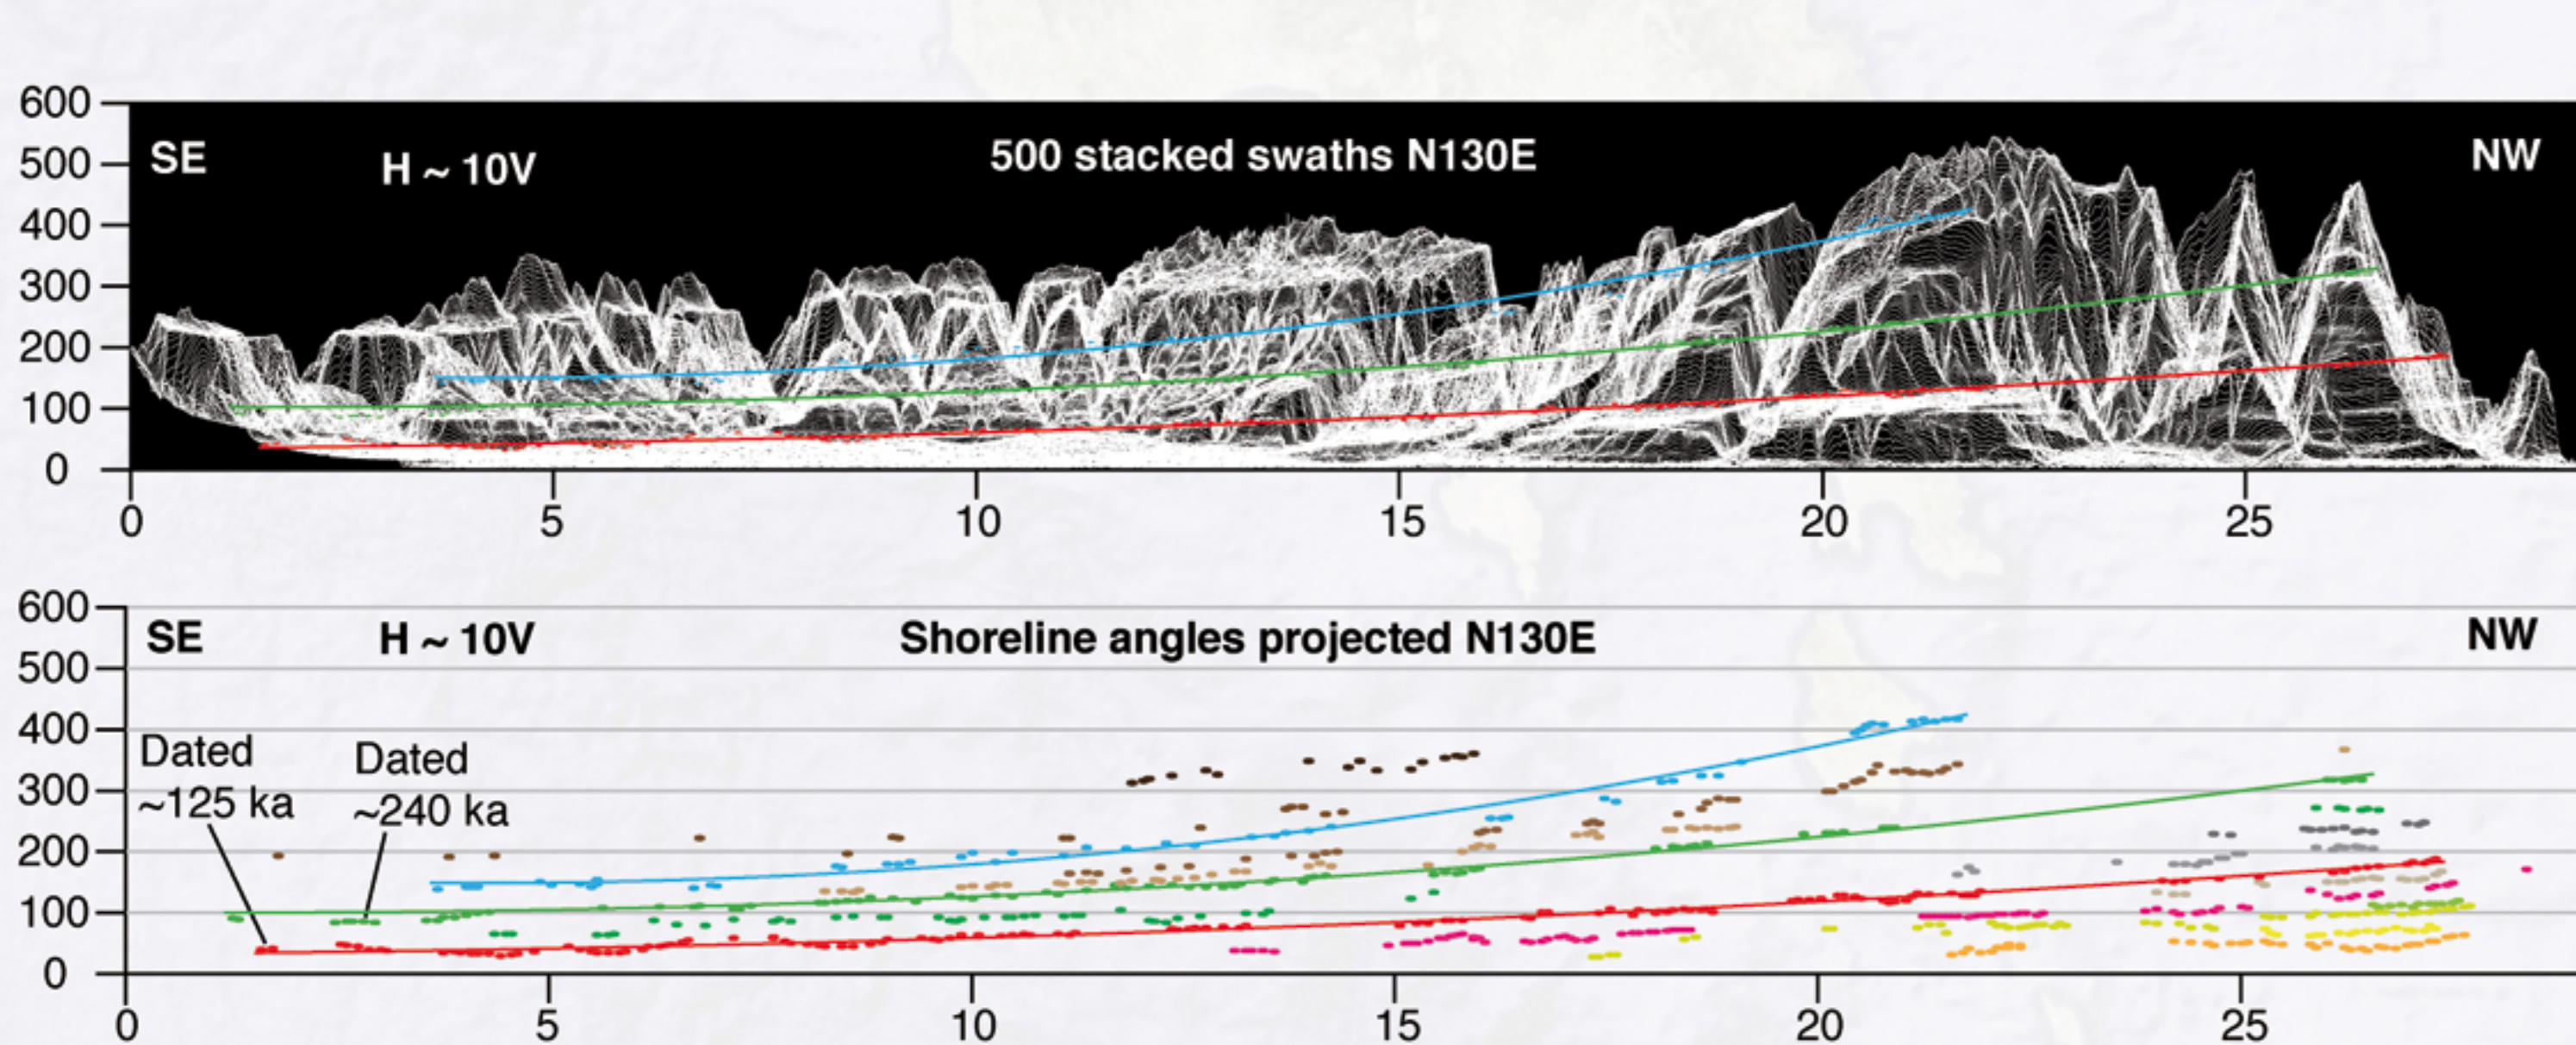 600
500
400
300
200
100
0
SE
H ~ 10V
500 stacked swaths N130E
NW
0 5 10 15 20 25
600
500
400
300
200
100
0
SE
H ~ 10V
Shoreline angles projected N130E
NW
Dated
~125 ka
Dated
~240 ka
0 5 10 15 20 25